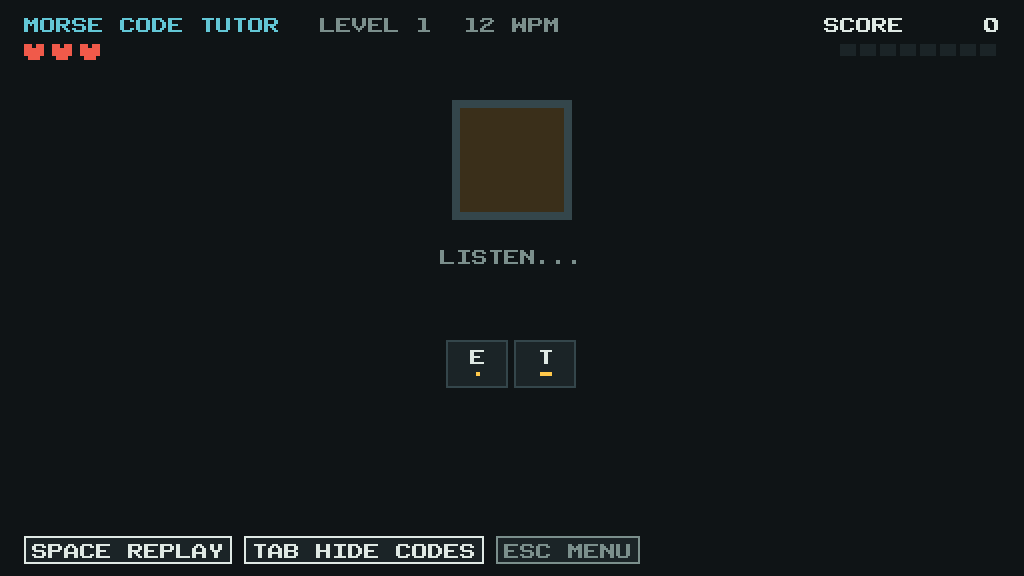 MORSE CODE TUTOR LEVEL 1 12 WPM SCORE 0
LISTEN...
E T
SPACE REPLAY TAB HIDE CODES ESC MENU